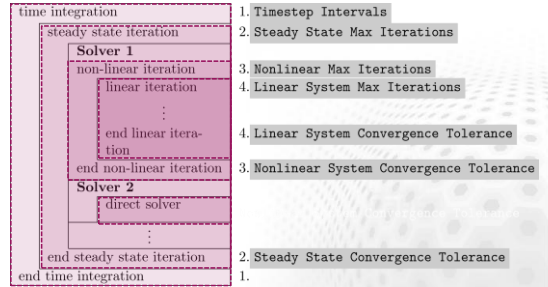 time integration 1. Timestep Intervals
steady state iteration 2. Steady State Max Iterations
Solver 1
non-linear iteration 3. Nonlinear Max Iterations
linear iteration 4. Linear System Max Iterations
⋮
end linear itera- 4. Linear System Convergence Tolerance
tion
end non-linear iteration 3. Nonlinear System Convergence Tolerance
Solver 2
direct solver
Convergence Tolerance
⋮
end steady state iteration 2. Steady State Convergence Tolerance
end time integration 1.